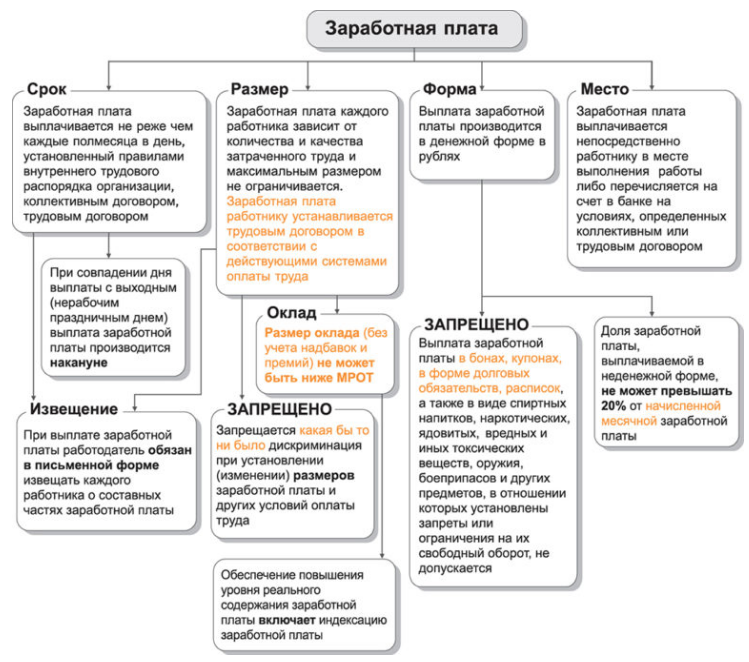 Заработная плата
Срок
Заработная плата
выплачивается не реже чем
каждые полмесяца в день,
установленный правилами
внутреннего трудового
распорядка организации,
коллективным договором,
трудовым договором
Размер
Заработная плата каждого
работника зависит от
количества и качества
затраченного труда и
максимальным размером
не ограничивается.
Заработная плата
работнику устанавливается
трудовым договором в
соответствии с
действующими системами
оплаты труда
Форма
Выплата заработной
платы производится
в денежной форме в
рублях
Место
Заработная плата
выплачивается
непосредственно
работнику в месте
выполнения работы
либо перечисляется на
счет в банке на
условиях, определенных
коллективным или
трудовым договором
При совпадении дня
выплаты с выходным
(нерабочим
праздничным днем)
выплата заработной
платы производится
накануне
Оклад
Размер оклада (без
учета надбавок и
премий) не может
быть ниже МРОТ
ЗАПРЕЩЕНО
Выплата заработной
платы в бонах, купонах,
в форме долговых
обязательств, расписок,
а также в виде спиртных
напитков, наркотических,
ядовитых, вредных и
иных токсических
веществ, оружия,
боеприпасов и других
предметов, в отношении
которых установлены
запреты или
ограничения на их
свободный оборот, не
допускается
Доля заработной
платы,
выплачиваемой в
неденежной форме,
не может превышать
20% от начисленной
месячной заработной
платы
Извещение
При выплате заработной
платы работодатель обязан
в письменной форме
извещать каждого
работника о составных
частях заработной платы
ЗАПРЕЩЕНО
Запрещается какая бы то
ни было дискриминация
при установлении
(изменении) размеров
заработной платы и
других условий оплаты
труда
Обеспечение повышения
уровня реального
содержания заработной
платы включает индексацию
заработной платы